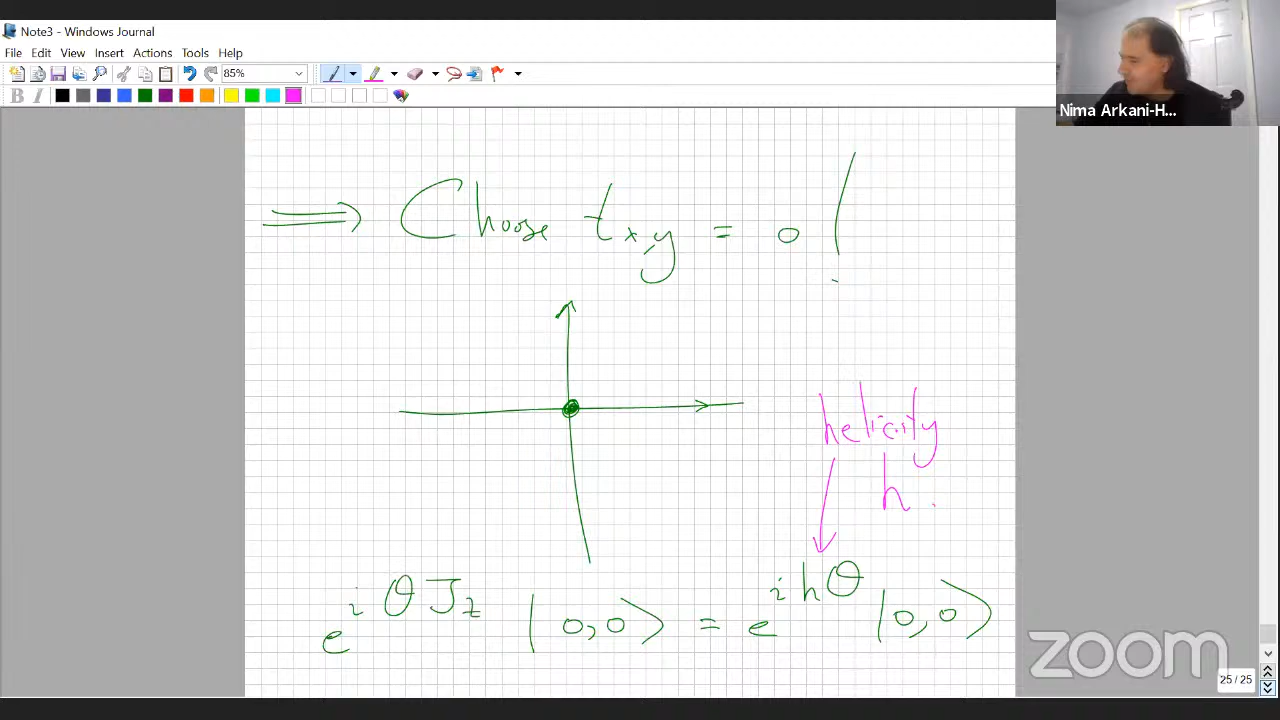 Note3 - Windows Journal
File Edit View Insert Actions Tools Help
85%
B I
Nima Arkani-H...
⟹ Choose t_{x,y} = 0 !
helicity
h.
e^{iθJ_z} |0,0⟩ = e^{ihθ} |0,0⟩
zoom
25 / 25